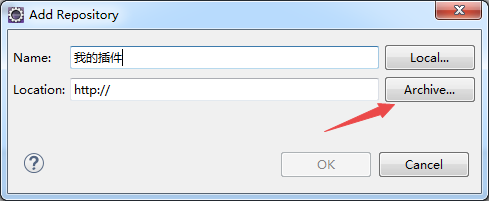 Add Repository
Name: 我的插件 Local...
Location: http:// Archive...
? OK Cancel